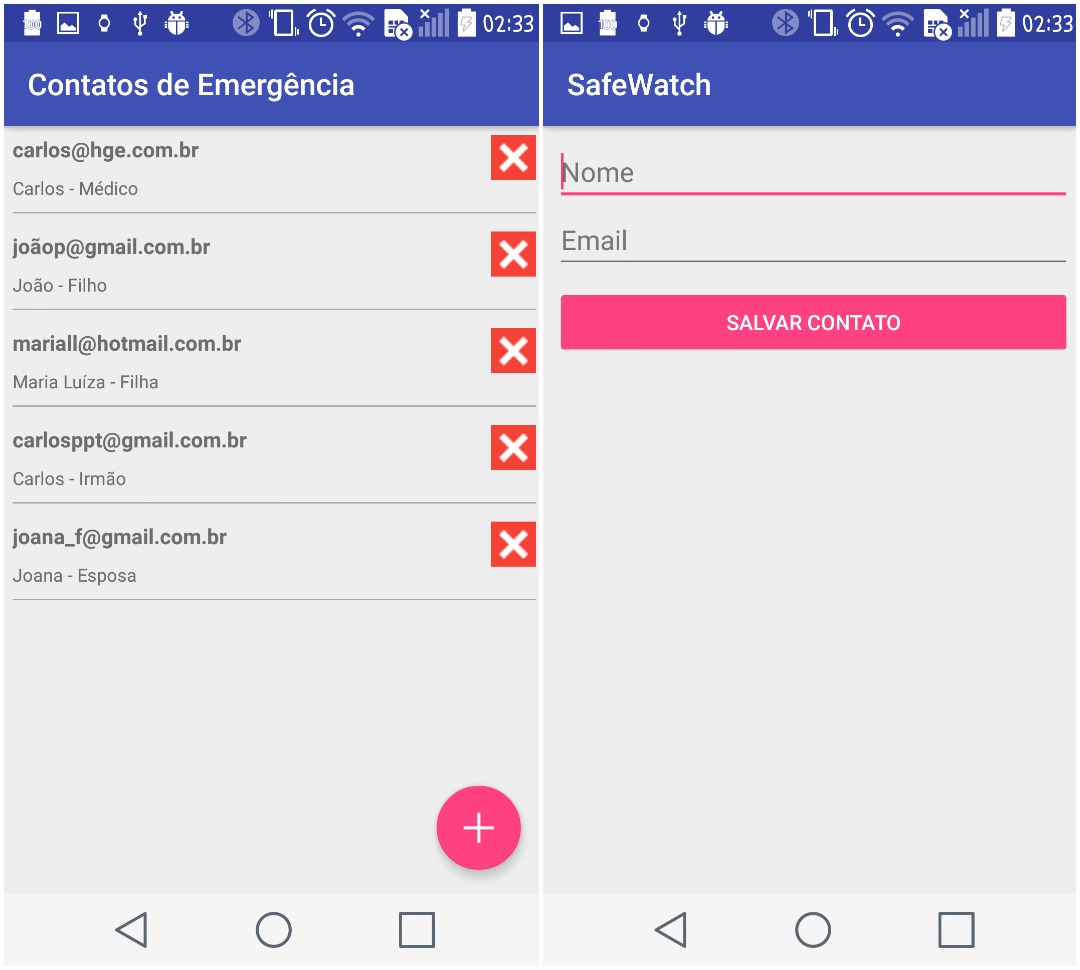 02:33
Contatos de Emergência
carlos@hge.com.br
Carlos - Médico
joãop@gmail.com.br
João - Filho
mariall@hotmail.com.br
Maria Luíza - Filha
carlosppt@gmail.com.br
Carlos - Irmão
joana_f@gmail.com.br
Joana - Esposa
02:33
SafeWatch
Nome
Email
SALVAR CONTATO